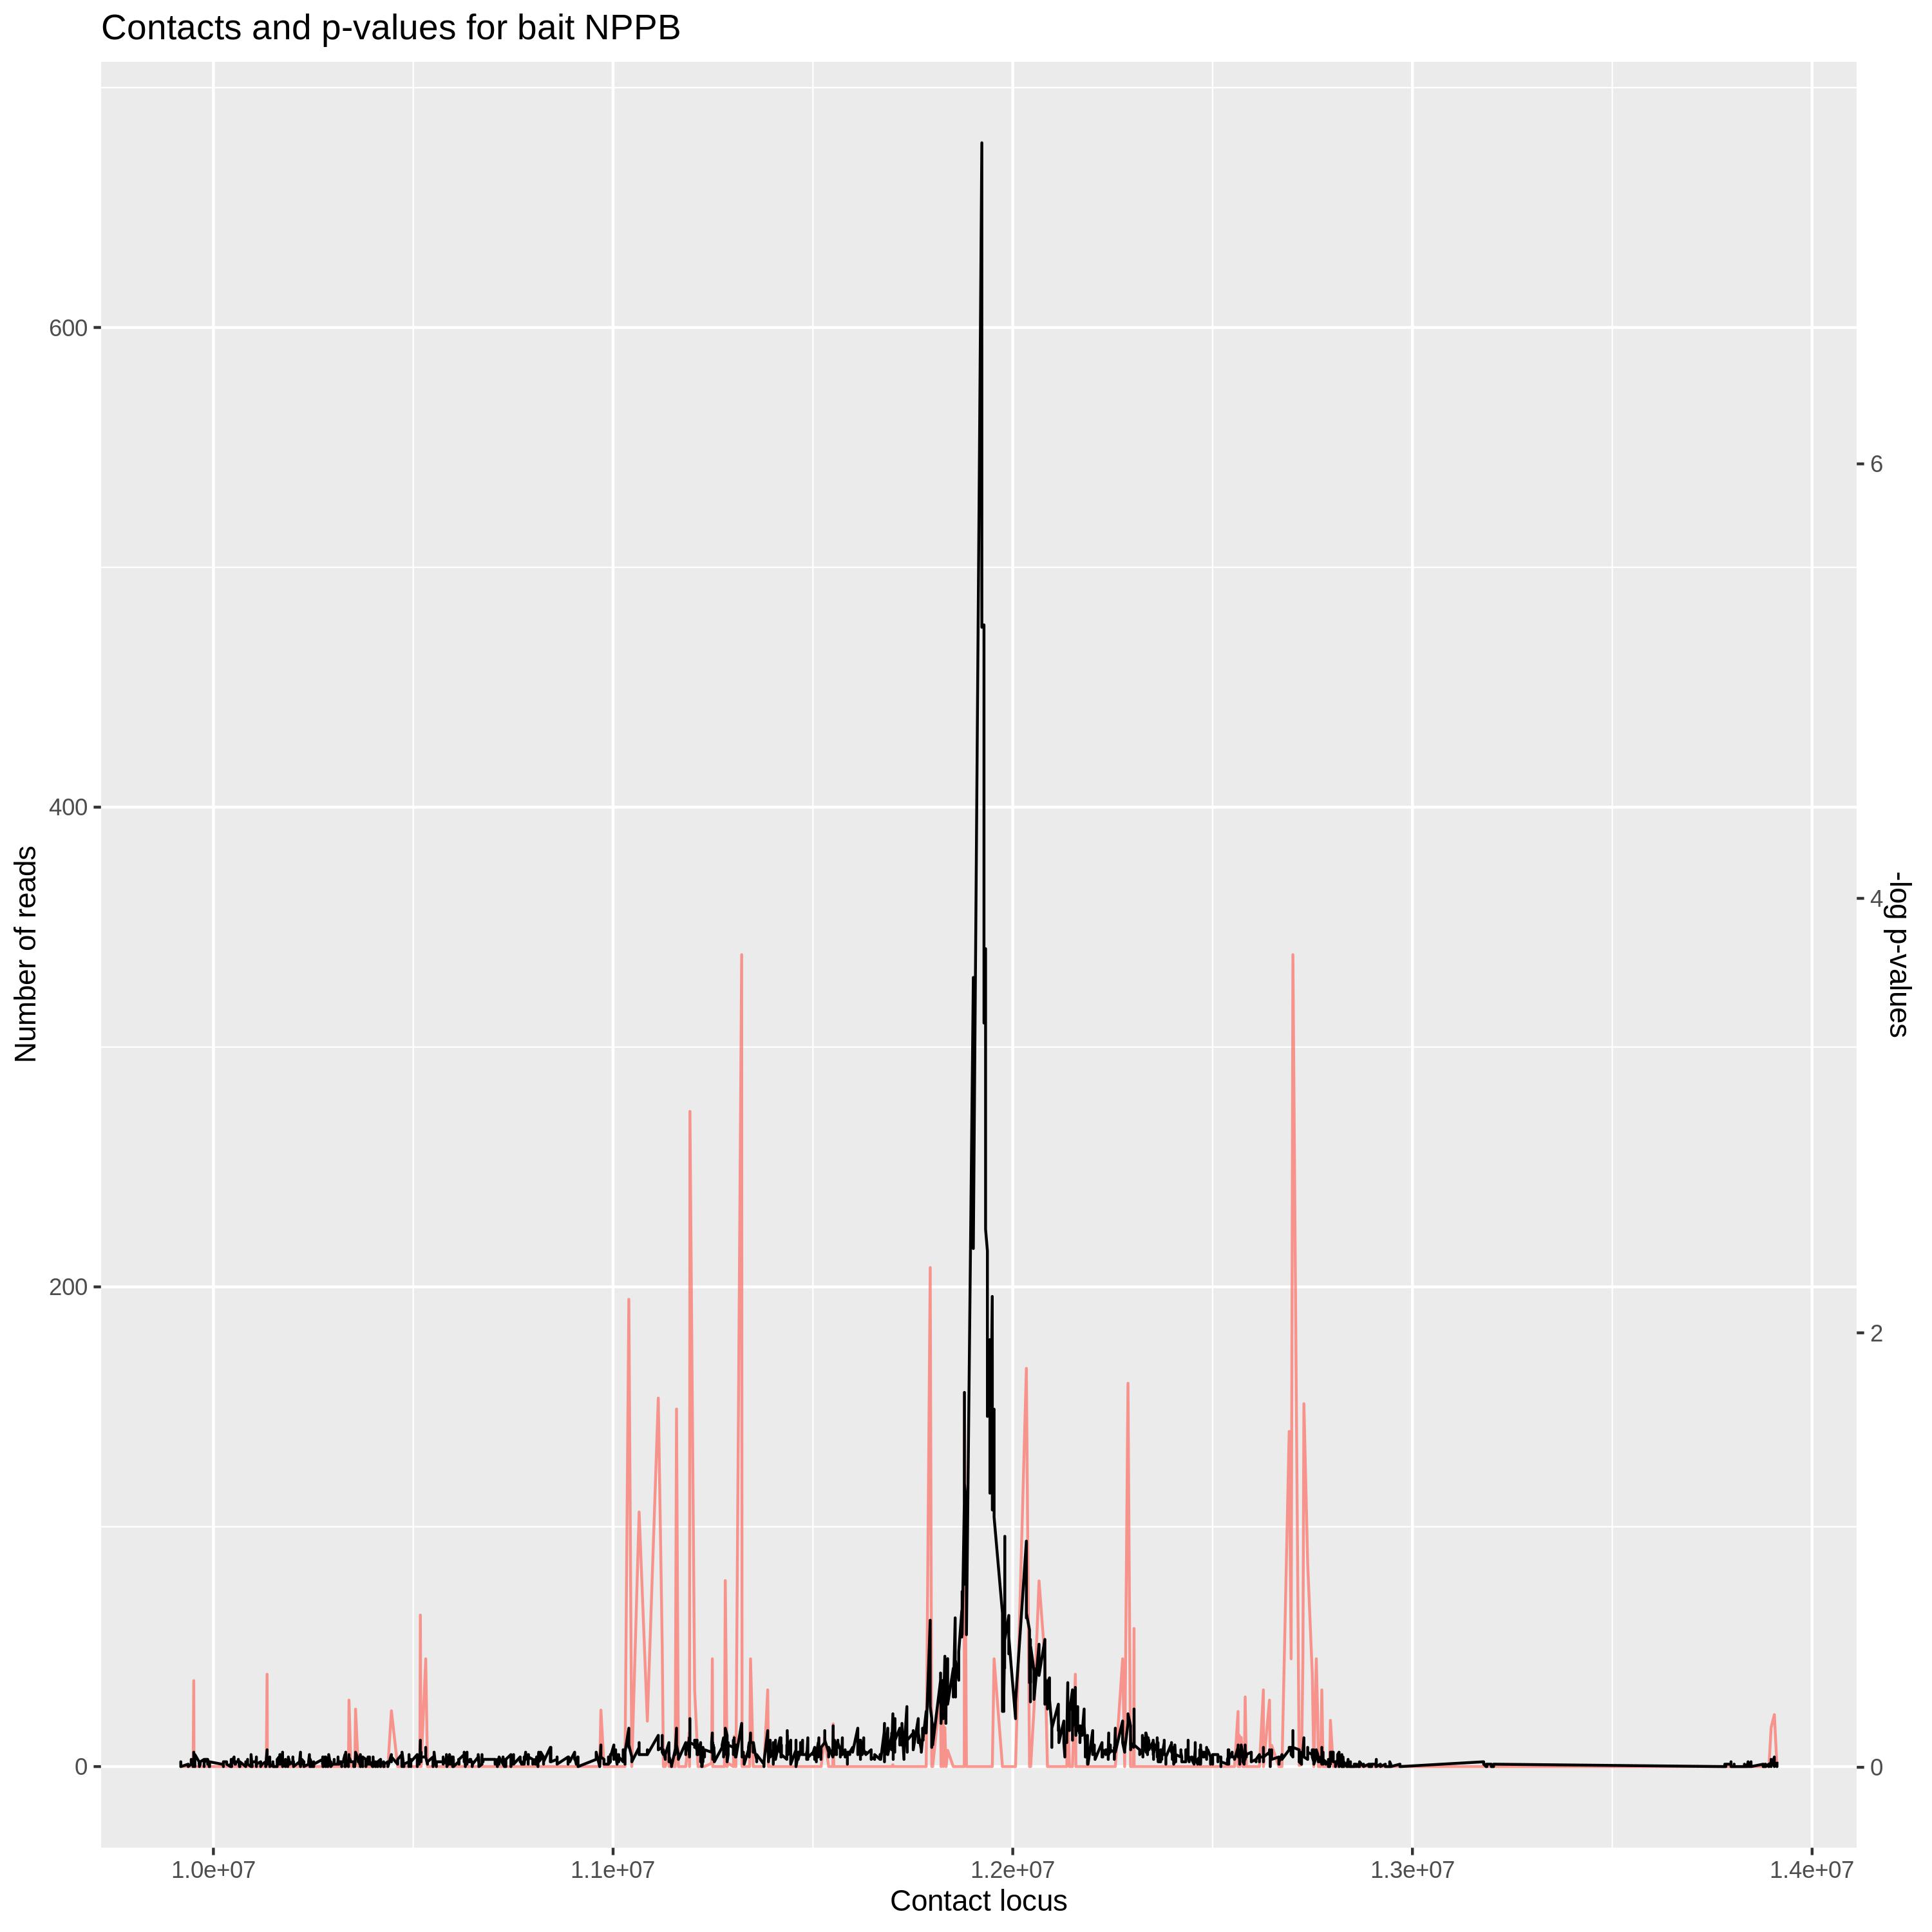 Contacts and p-values for bait NPPB
600
400
200
0
Number of reads
6
4
2
0
-log p-values
1.0e+07
1.1e+07
1.2e+07
1.3e+07
1.4e+07
Contact locus